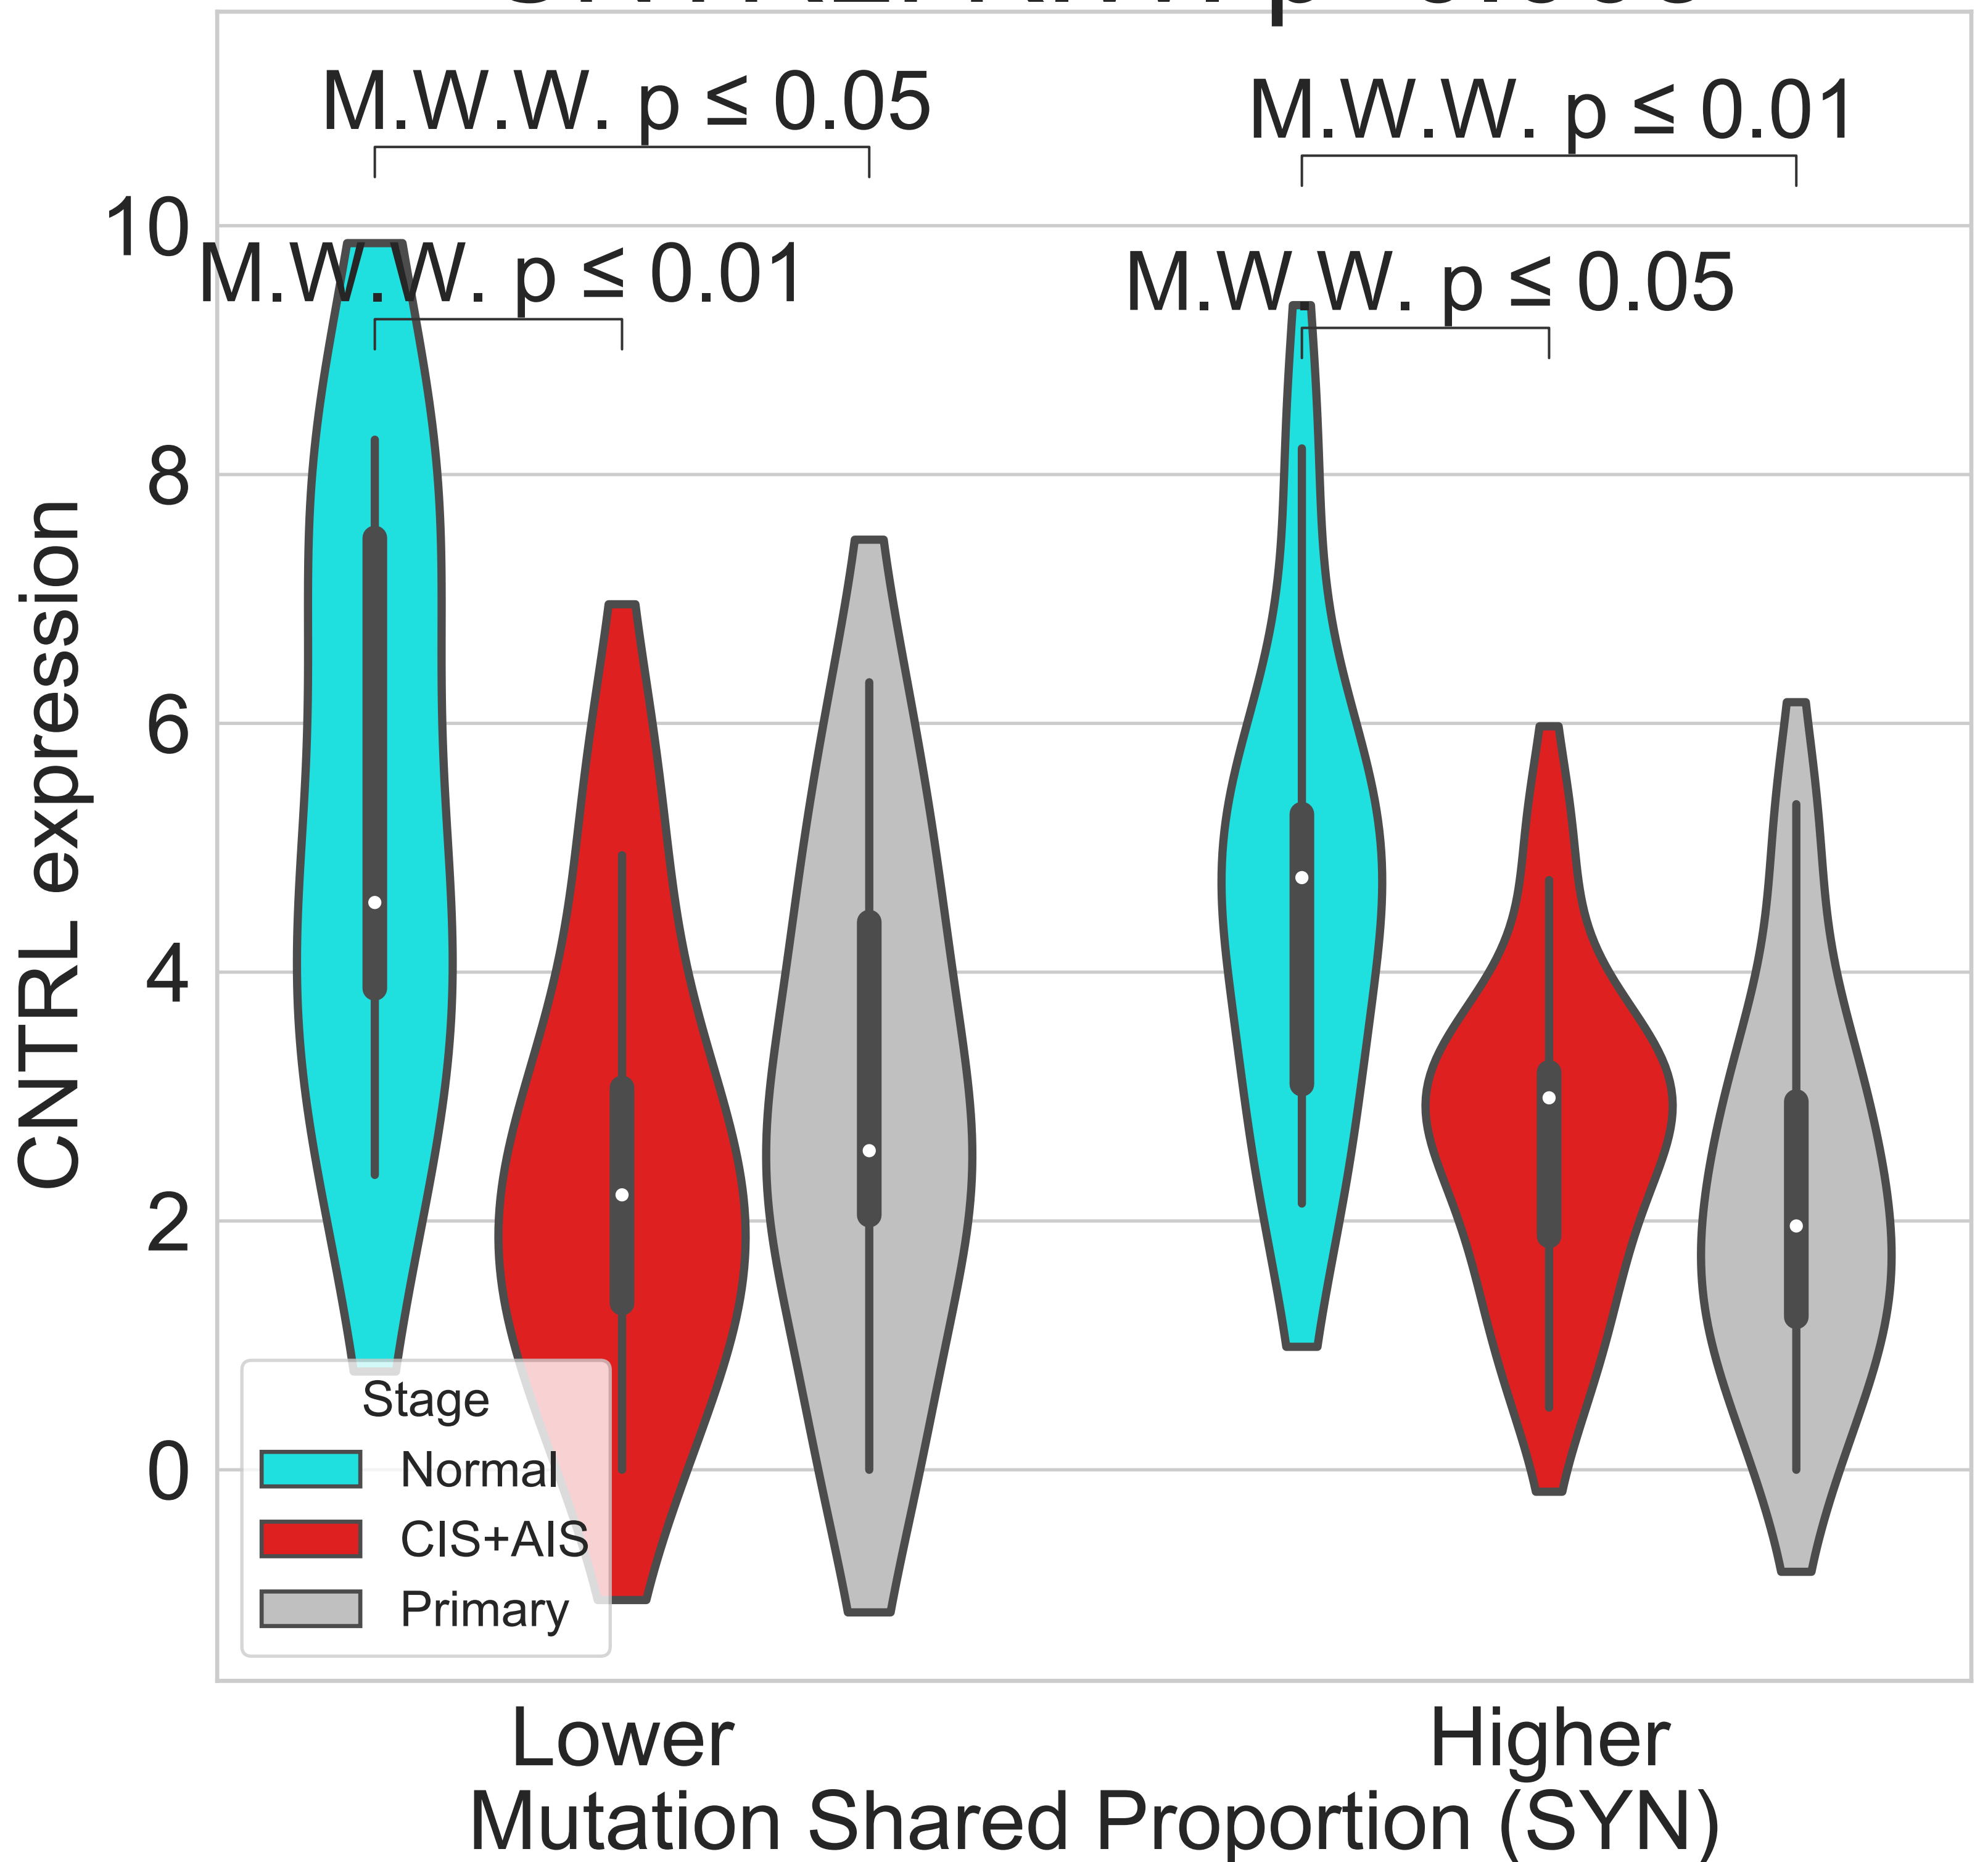 M.W.W. p ≤ 0.05
M.W.W. p ≤ 0.01
M.W.W. p ≤ 0.01
M.W.W. p ≤ 0.05
10
8
6
4
2
0
CNTRL expression
Stage
Normal
CIS+AIS
Primary
Lower
Higher
Mutation Shared Proportion (SYN)